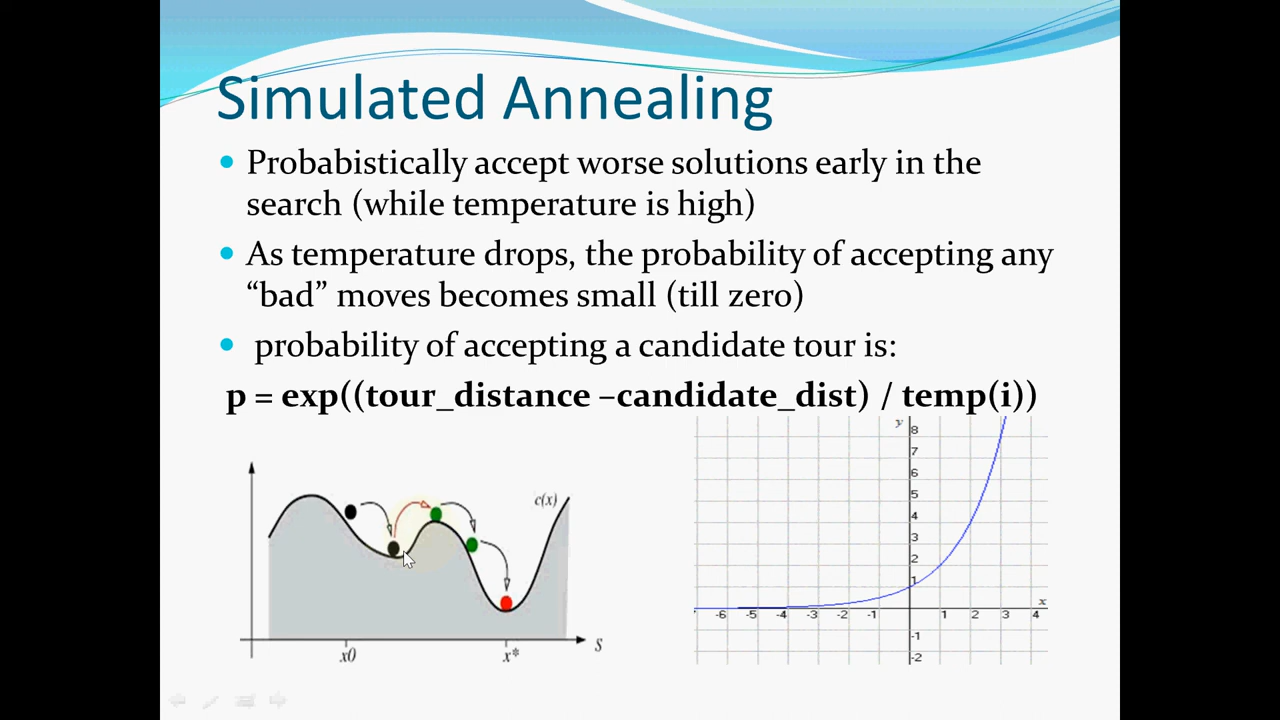 Simulated Annealing
Probabistically accept worse solutions early in the
search (while temperature is high)
As temperature drops, the probability of accepting any
“bad” moves becomes small (till zero)
probability of accepting a candidate tour is:
p = exp((tour_distance –candidate_dist) / temp(i))
c(x)
x0
x*
S
y
8
7
6
5
4
3
2
1
-6 -5 -4 -3 -2 -1 1 2 3 4 x
-1
-2